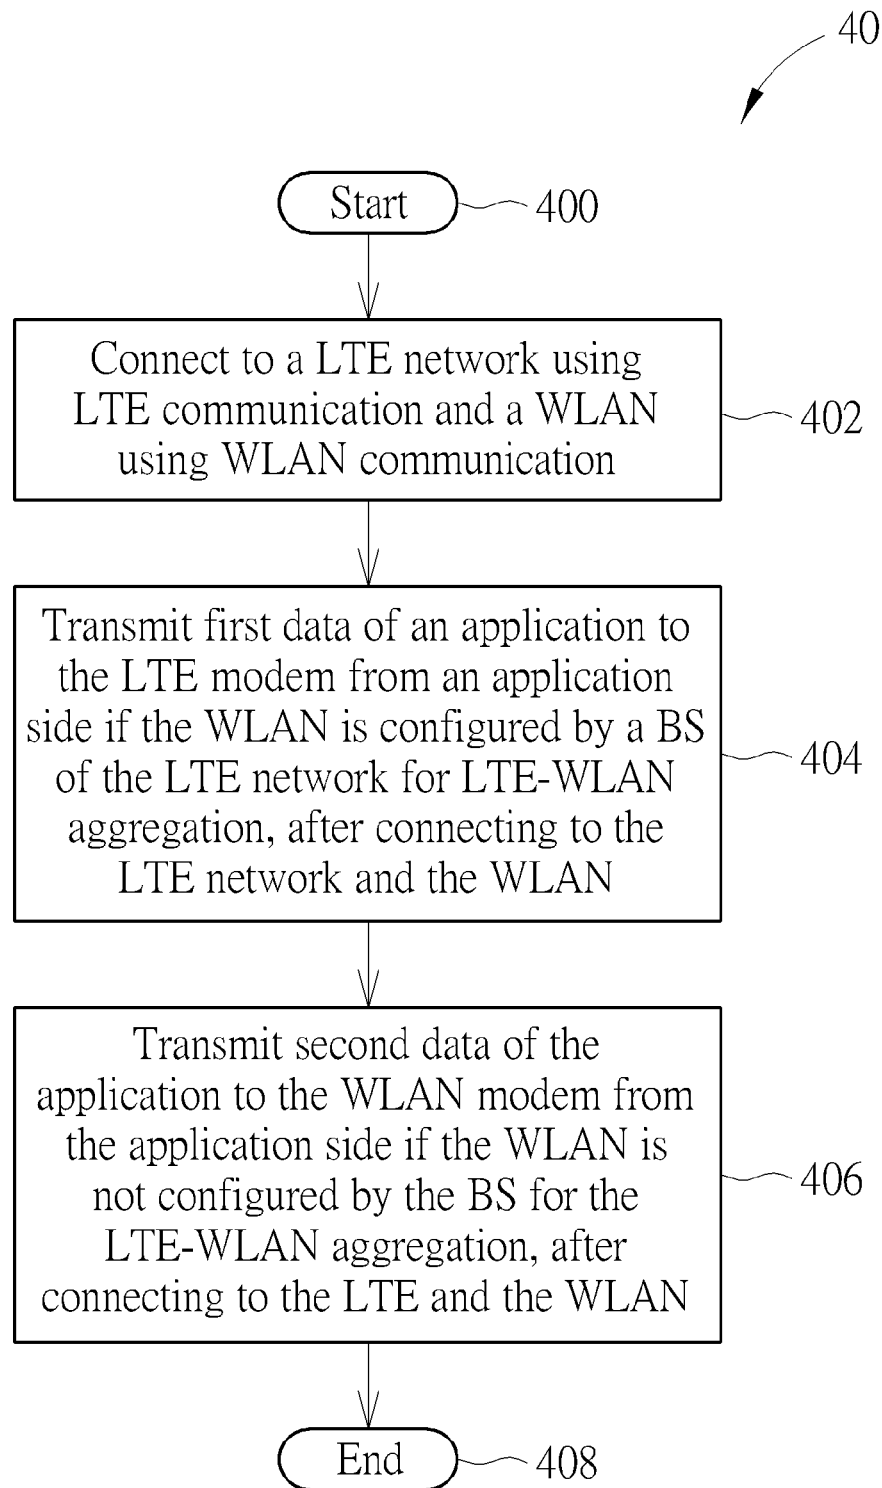 40
Start
400
Connect to a LTE network using
LTE communication and a WLAN
using WLAN communication
402
Transmit first data of an application to
the LTE modem from an application
side if the WLAN is configured by a BS
of the LTE network for LTE-WLAN
aggregation, after connecting to the
LTE network and the WLAN
404
Transmit second data of the
application to the WLAN modem from
the application side if the WLAN is
not configured by the BS for the
LTE-WLAN aggregation, after
connecting to the LTE and the WLAN
406
End
408